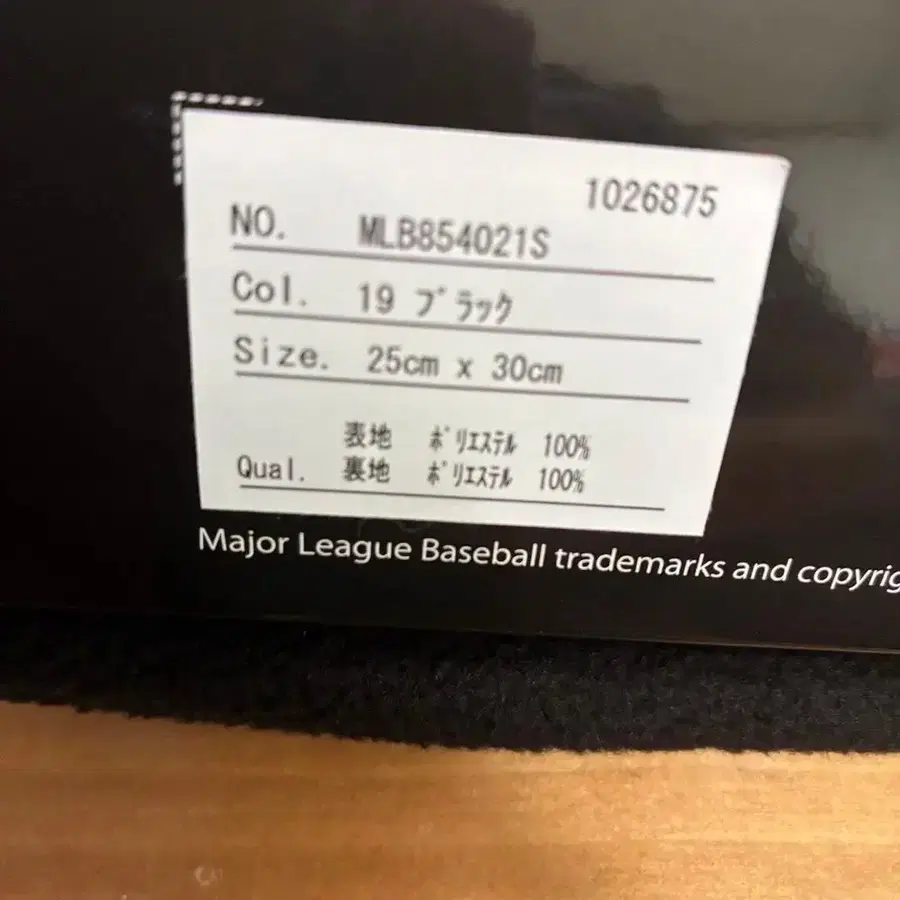 1026875
NO. MLB854021S
Col. 19 ブラック
Size. 25cm x 30cm
表地 ポリエステル 100%
Qual. 裏地 ポリエステル 100%
Major League Baseball trademarks and copyrig